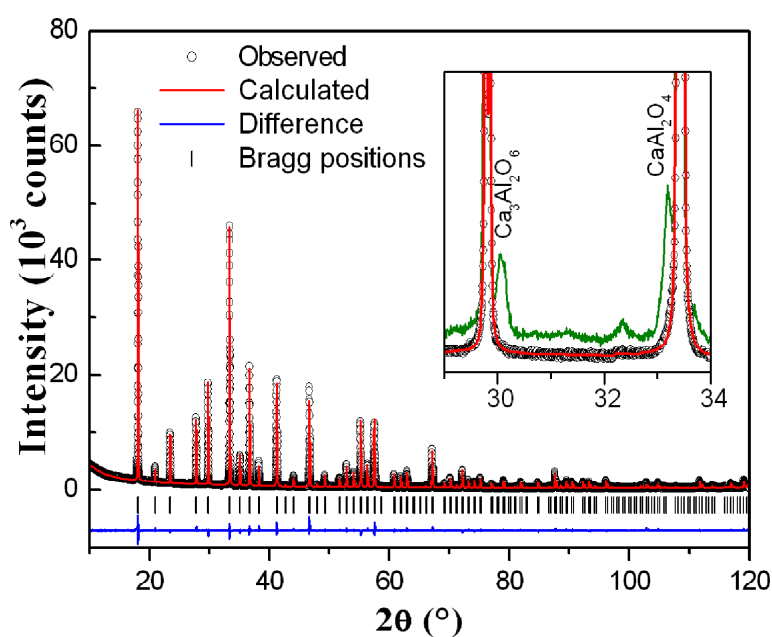 80
60
40
20
0
Intensity (10³ counts)
Observed
Calculated
Difference
Bragg positions
Ca₃Al₂O₆
CaAl₂O₄
30 32 34
20 40 60 80 100 120
2θ (°)